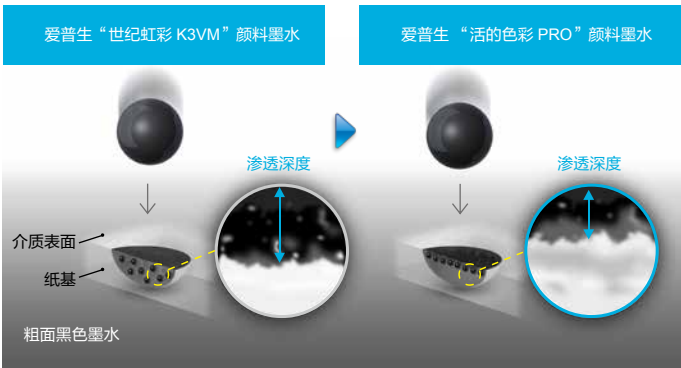 爱普生“世纪虹彩 K3VM”颜料墨水
爱普生 “活的色彩 PRO”颜料墨水
渗透深度
渗透深度
介质表面
纸基
粗面黑色墨水